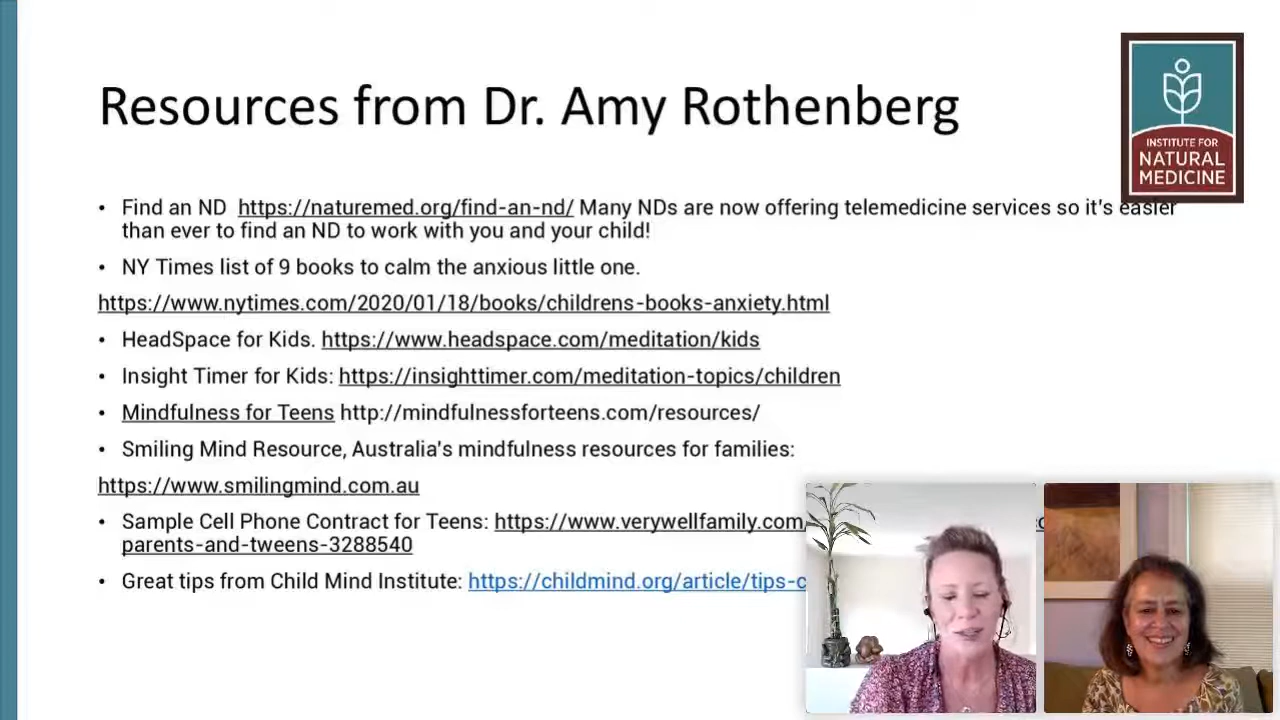 Resources from Dr. Amy Rothenberg
INSTITUTE FOR
NATURAL
MEDICINE
• Find an ND https://naturemed.org/find-an-nd/ Many NDs are now offering telemedicine services so it's easier
than ever to find an ND to work with you and your child!
• NY Times list of 9 books to calm the anxious little one.
https://www.nytimes.com/2020/01/18/books/childrens-books-anxiety.html
• HeadSpace for Kids. https://www.headspace.com/meditation/kids
• Insight Timer for Kids: https://insighttimer.com/meditation-topics/children
• Mindfulness for Teens http://mindfulnessforteens.com/resources/
• Smiling Mind Resource, Australia's mindfulness resources for families:
https://www.smilingmind.com.au
• Sample Cell Phone Contract for Teens: https://www.verywellfamily.com/
parents-and-tweens-3288540
• Great tips from Child Mind Institute: https://childmind.org/article/tips-c